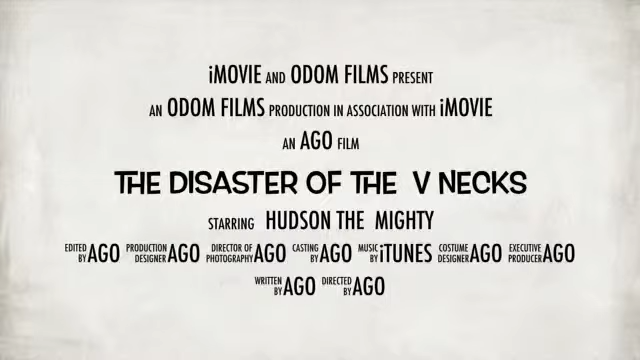 iMOVIE AND ODOM FILMS PRESENT
AN ODOM FILMS PRODUCTION IN ASSOCIATION WITH iMOVIE
AN AGO FILM
THE DISASTER OF THE V NECKS
STARRING HUDSON THE MIGHTY
EDITED BY AGO PRODUCTION DESIGNER AGO DIRECTOR OF PHOTOGRAPHY AGO CASTING BY AGO MUSIC BY iTUNES COSTUME DESIGNER AGO EXECUTIVE PRODUCER AGO
WRITTEN BY AGO DIRECTED BY AGO